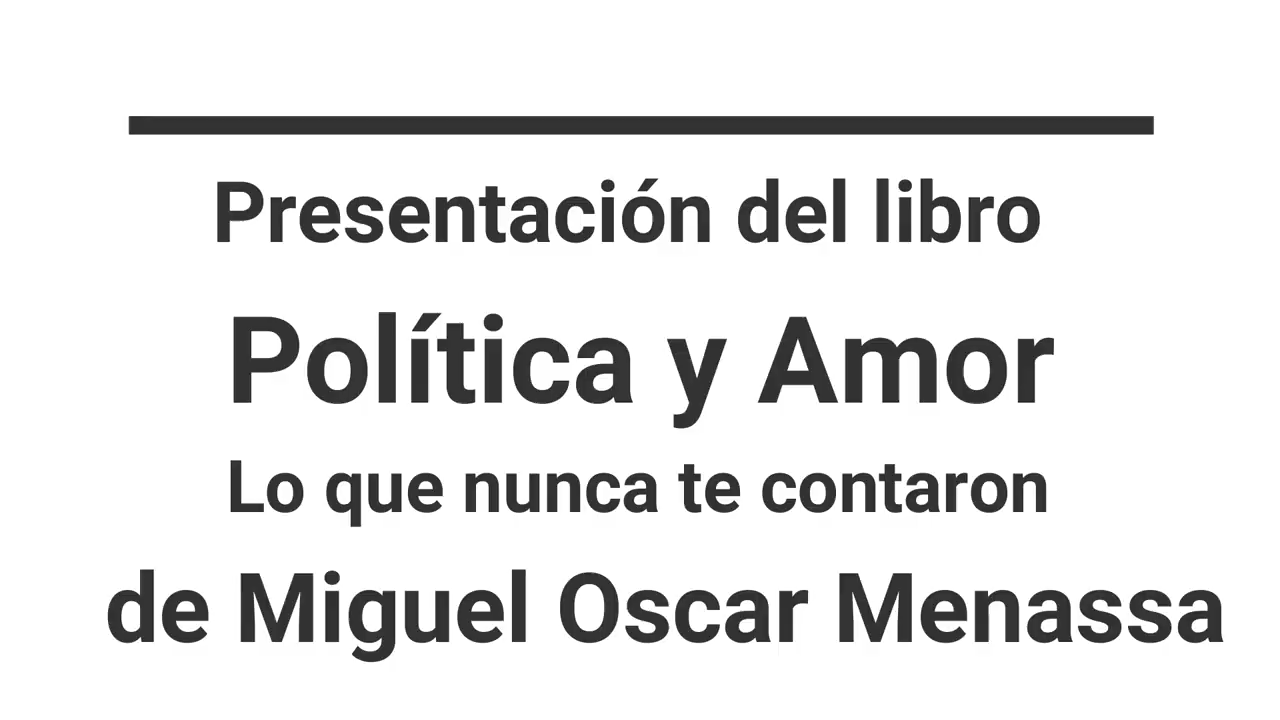 Presentación del libro
Política y Amor
Lo que nunca te contaron
de Miguel Oscar Menassa